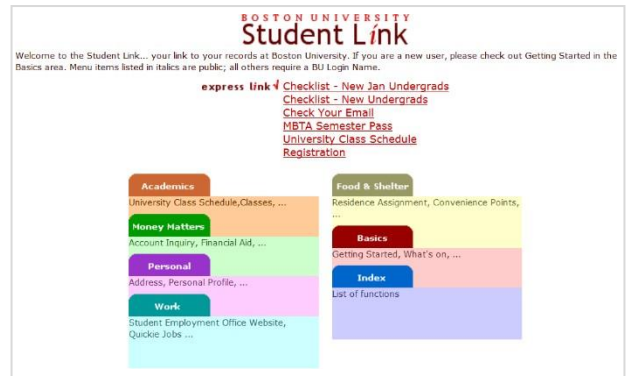 BOSTON UNIVERSITY
Student Link
Welcome to the Student Link... your link to your records at Boston University. If you are a new user, please check out Getting Started in the
Basics area. Menu items listed in italics are public; all others require a BU Login Name.
express link
Checklist - New Jan Undergrads
Checklist - New Undergrads
Check Your Email
MBTA Semester Pass
University Class Schedule
Registration
Academics
University Class Schedule,Classes, ...
Money Matters
Account Inquiry, Financial Aid, ...
Personal
Address, Personal Profile, ...
Work
Student Employment Office Website,
Quickie Jobs ...
Food & Shelter
Residence Assignment, Convenience Points,
...
Basics
Getting Started, What's on, ...
Index
List of functions